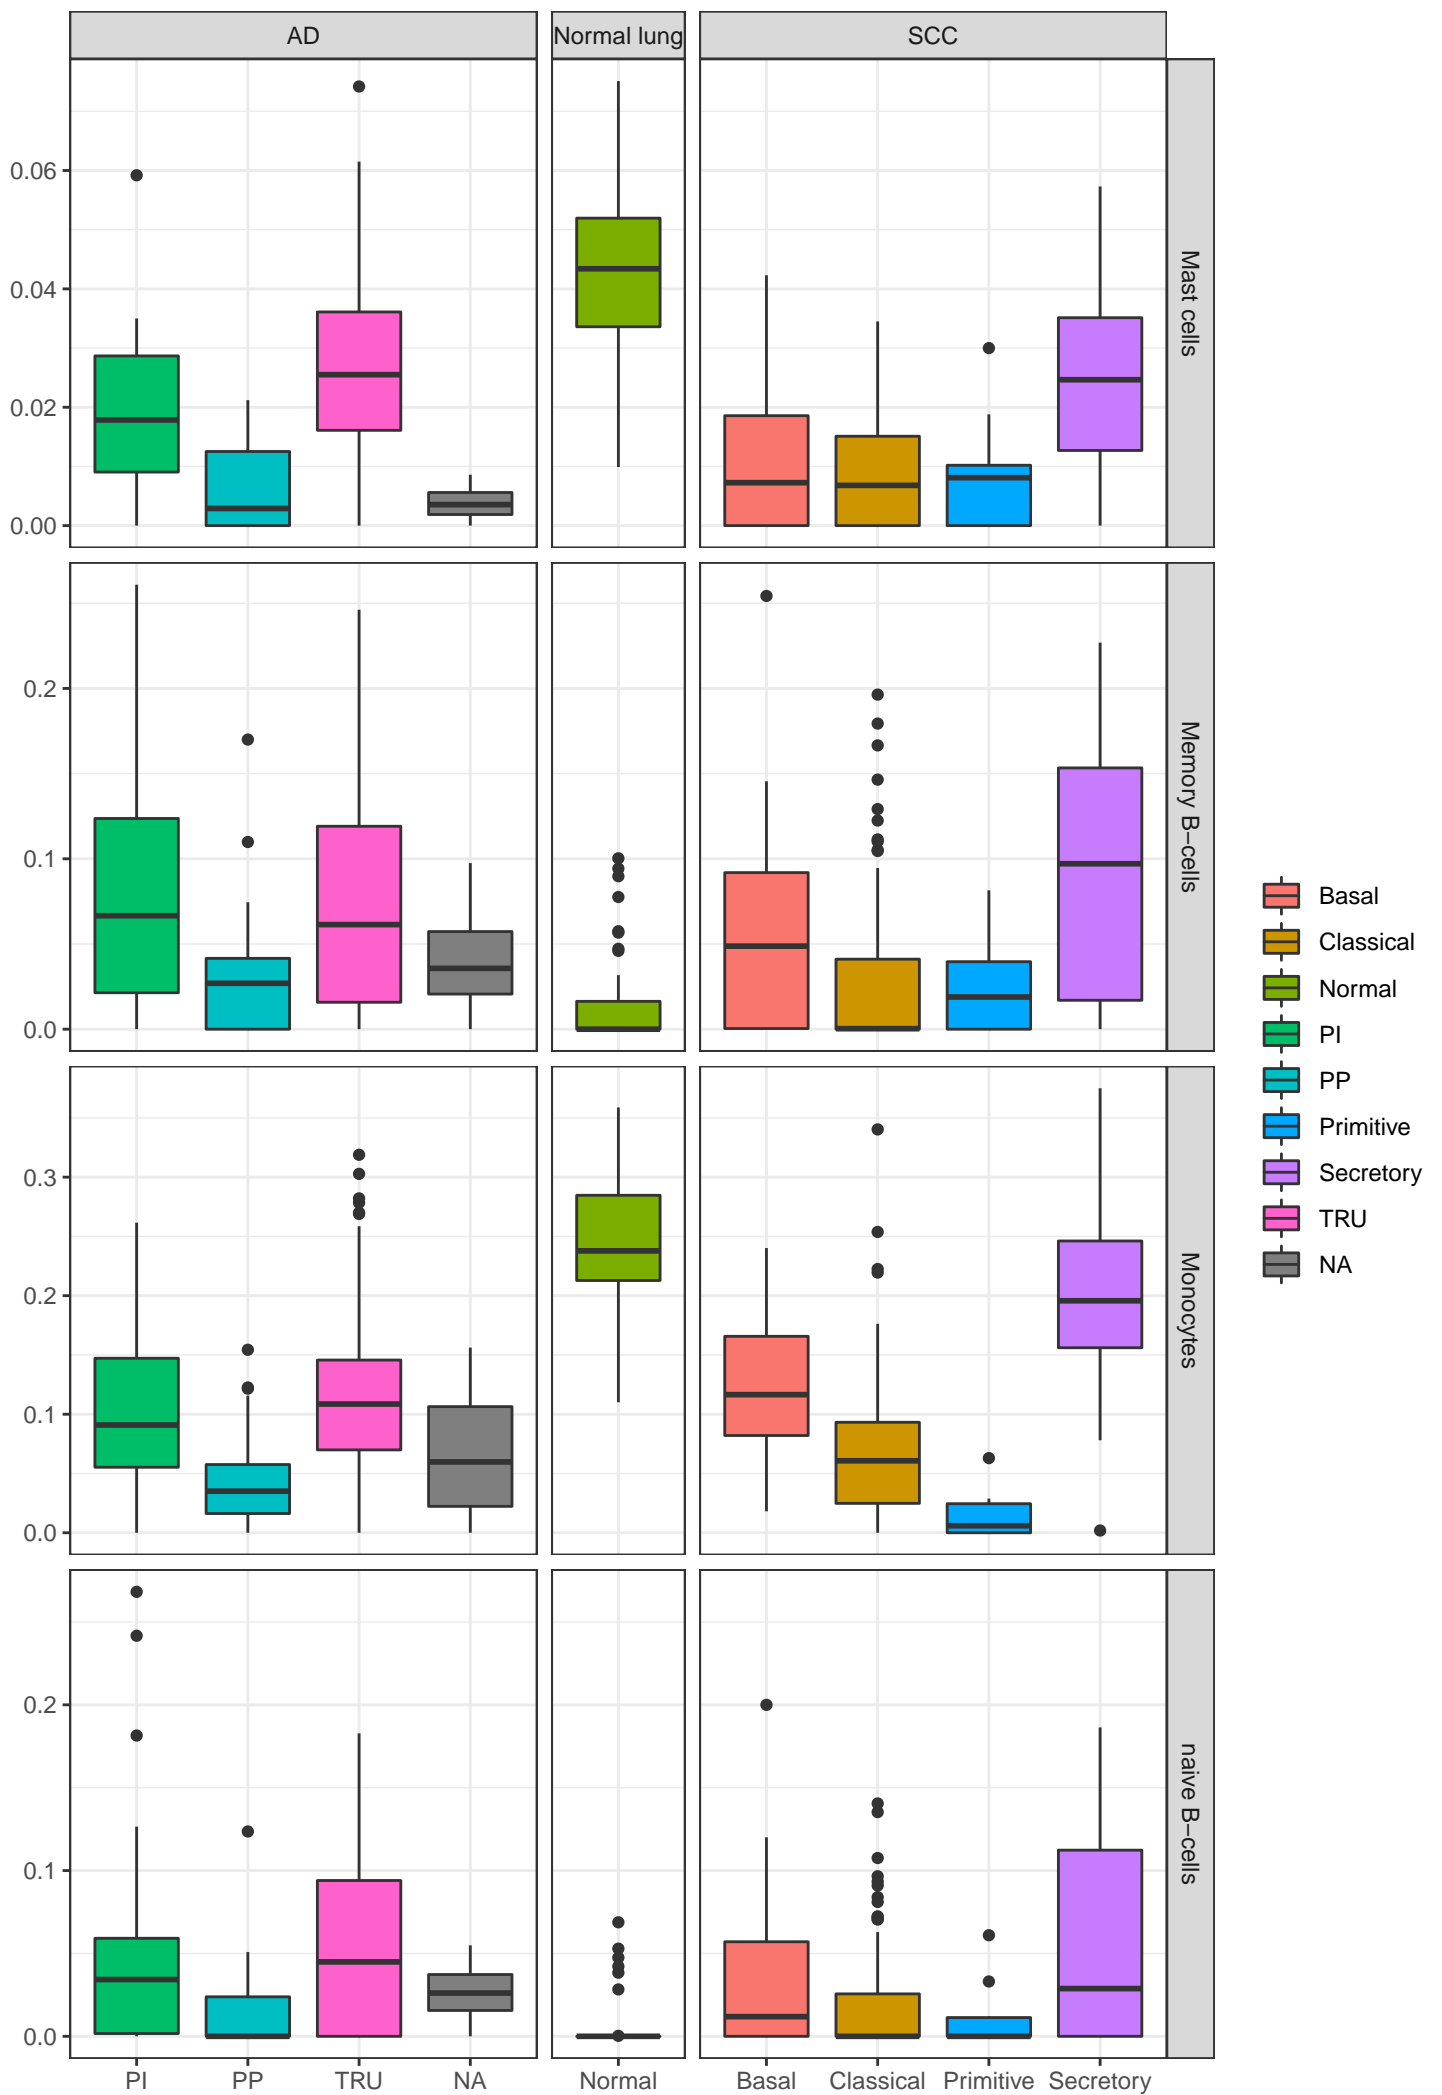 AD
Normal lung
SCC
0.06
0.04
0.02
0.00
Mast cells
0.2
0.1
0.0
Memory B−cells
0.3
0.2
0.1
0.0
Monocytes
0.2
0.1
0.0
naive B−cells
PI
PP
TRU
NA
Normal
Basal
Classical
Primitive
Secretory
Basal
Classical
Normal
PI
PP
Primitive
Secretory
TRU
NA